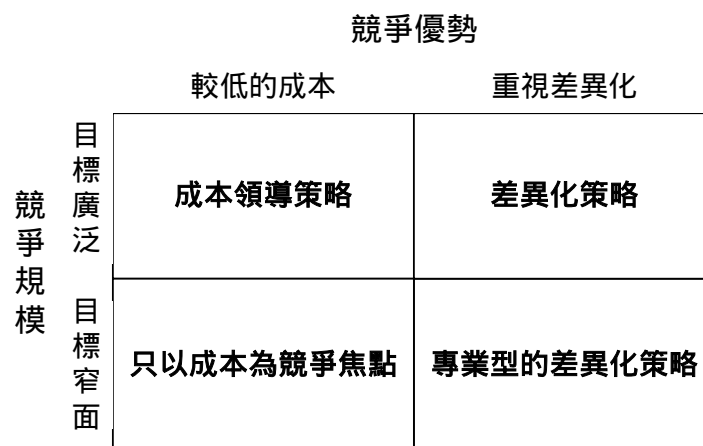 競爭優勢
較低的成本
重視差異化
競爭規模
目標廣泛
成本領導策略
差異化策略
目標窄面
只以成本為競爭焦點
專業型的差異化策略